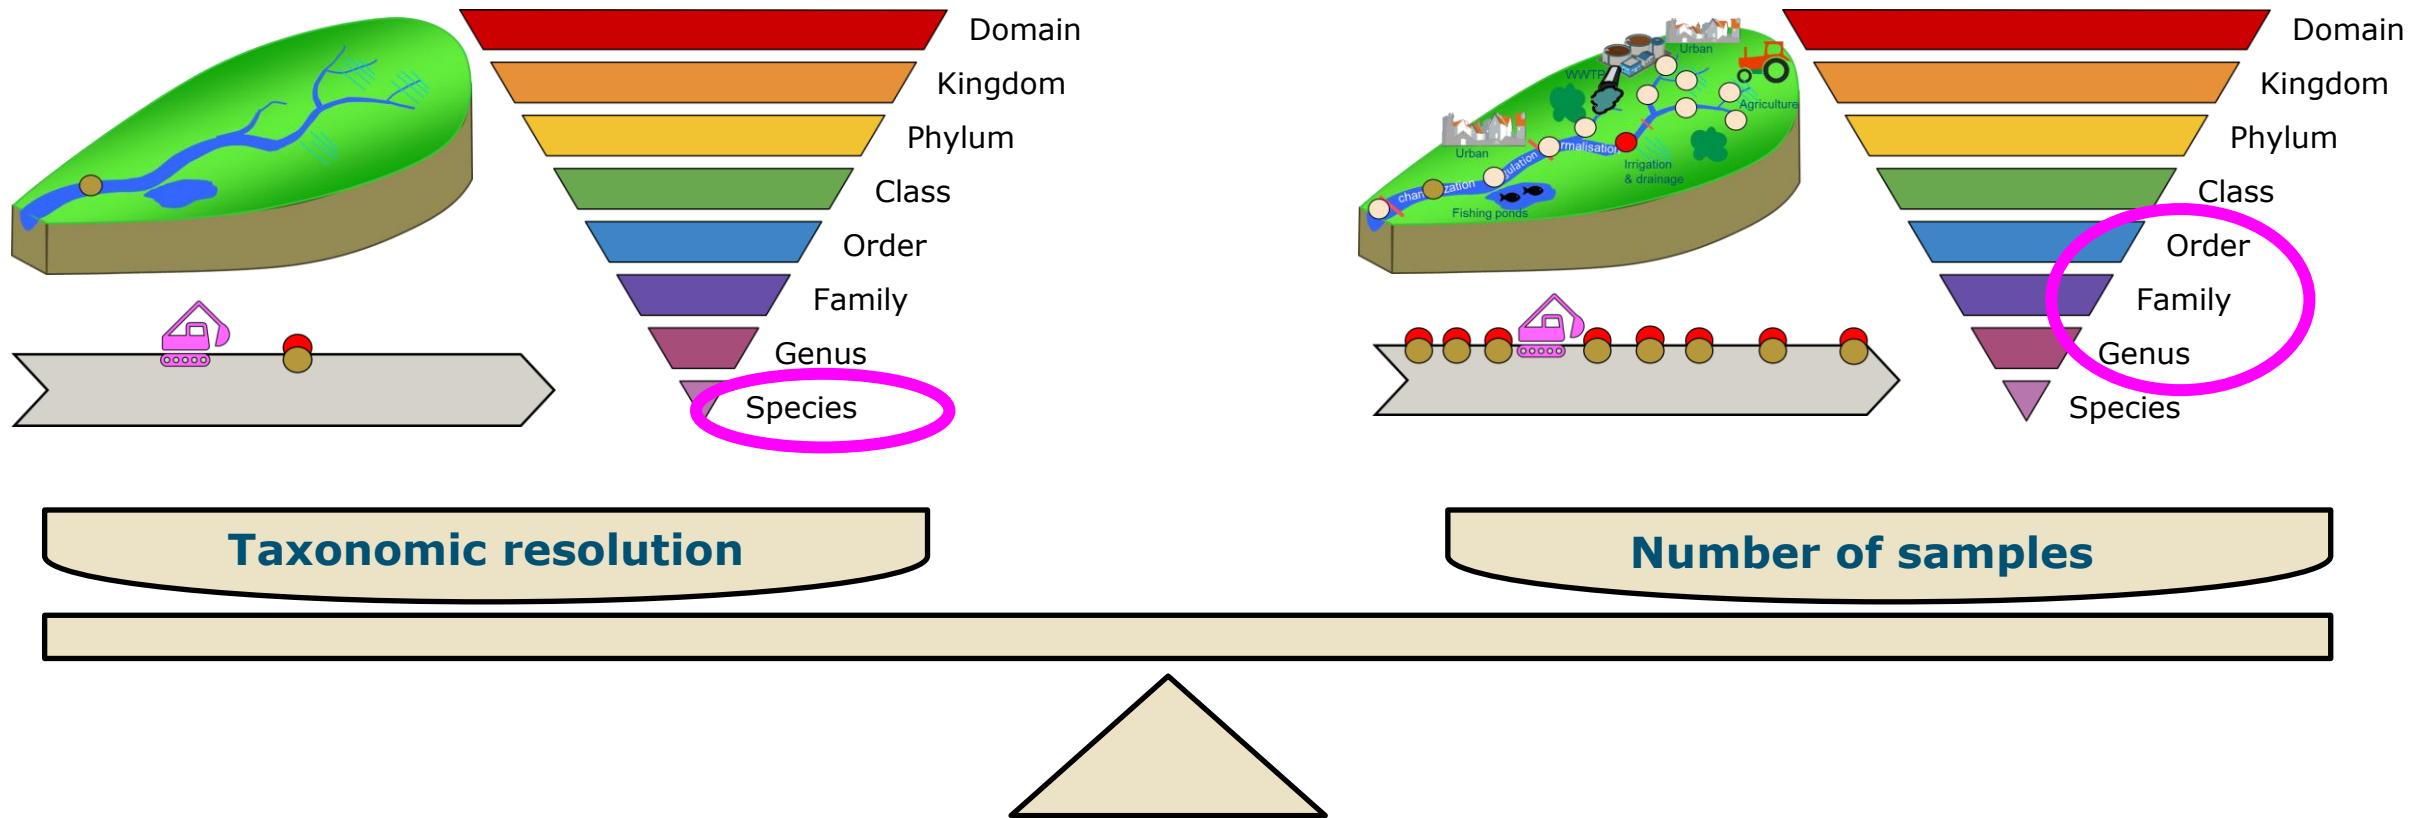 Domain
Kingdom
Phylum
Class
Order
Family
Genus
Species
Urban
WWTP
Agriculture
Urban
Irrigation
& drainage
Fishing ponds
Domain
Kingdom
Phylum
Class
Order
Family
Genus
Species
Taxonomic resolution
Number of samples